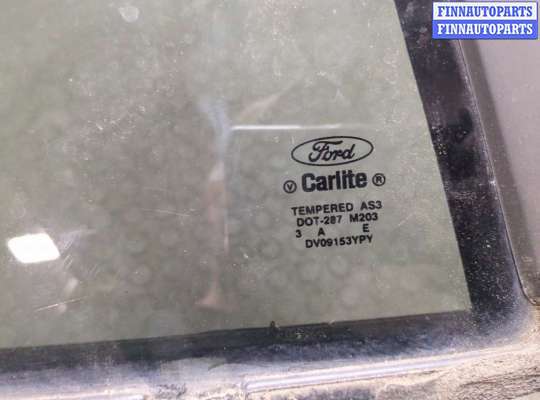 FINNAUTOPARTS
FINNAUTOPARTS
Ford
V Carlite ®
TEMPERED AS3
DOT-287 M203
3 A E
DV09153YPY